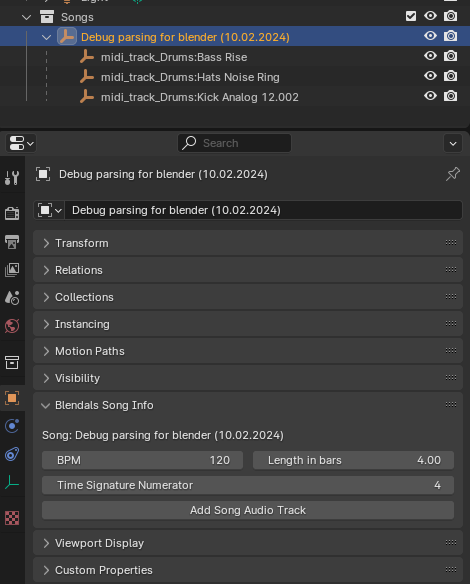 Songs
Debug parsing for blender (10.02.2024)
midi_track_Drums:Bass Rise
midi_track_Drums:Hats Noise Ring
midi_track_Drums:Kick Analog 12.002
Search
Debug parsing for blender (10.02.2024)
Debug parsing for blender (10.02.2024)
Transform
Relations
Collections
Instancing
Motion Paths
Visibility
Blendals Song Info
Song: Debug parsing for blender (10.02.2024)
BPM 120 Length in bars 4.00
Time Signature Numerator 4
Add Song Audio Track
Viewport Display
Custom Properties